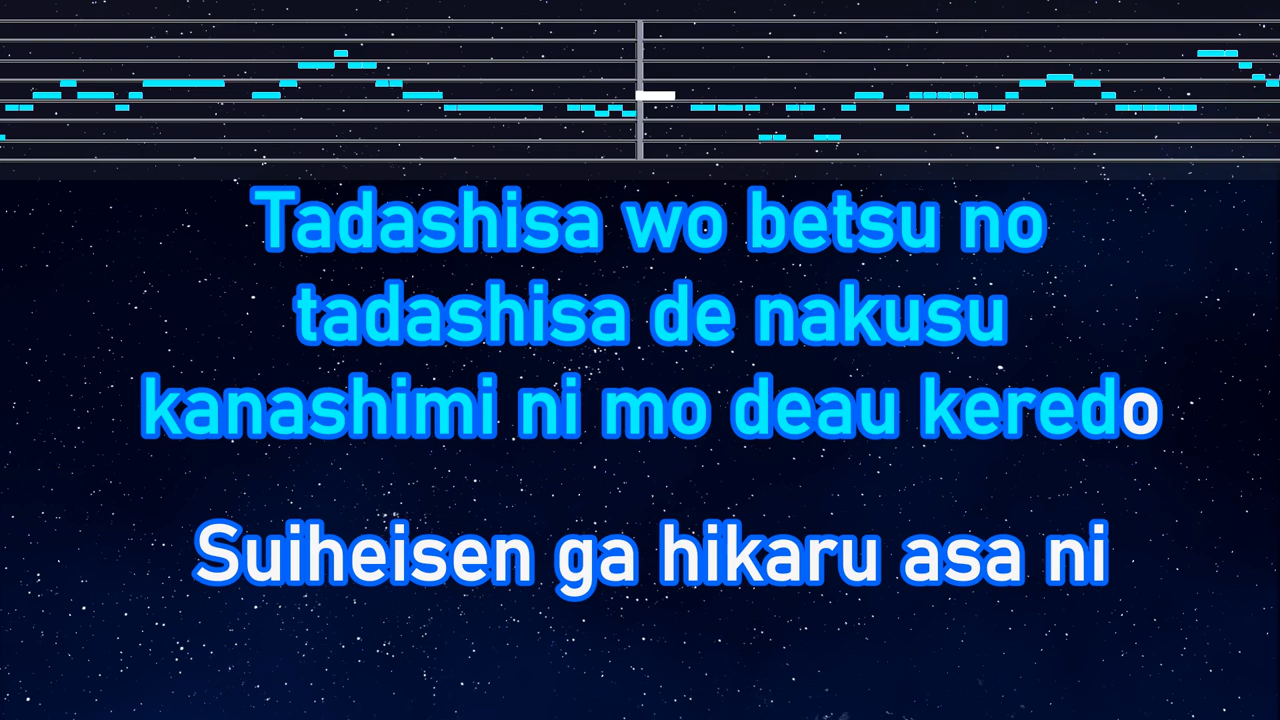 Tadashisa wo betsu no
tadashisa de nakusu
kanashimi ni mo deau keredo
Suiheisen ga hikaru asa ni